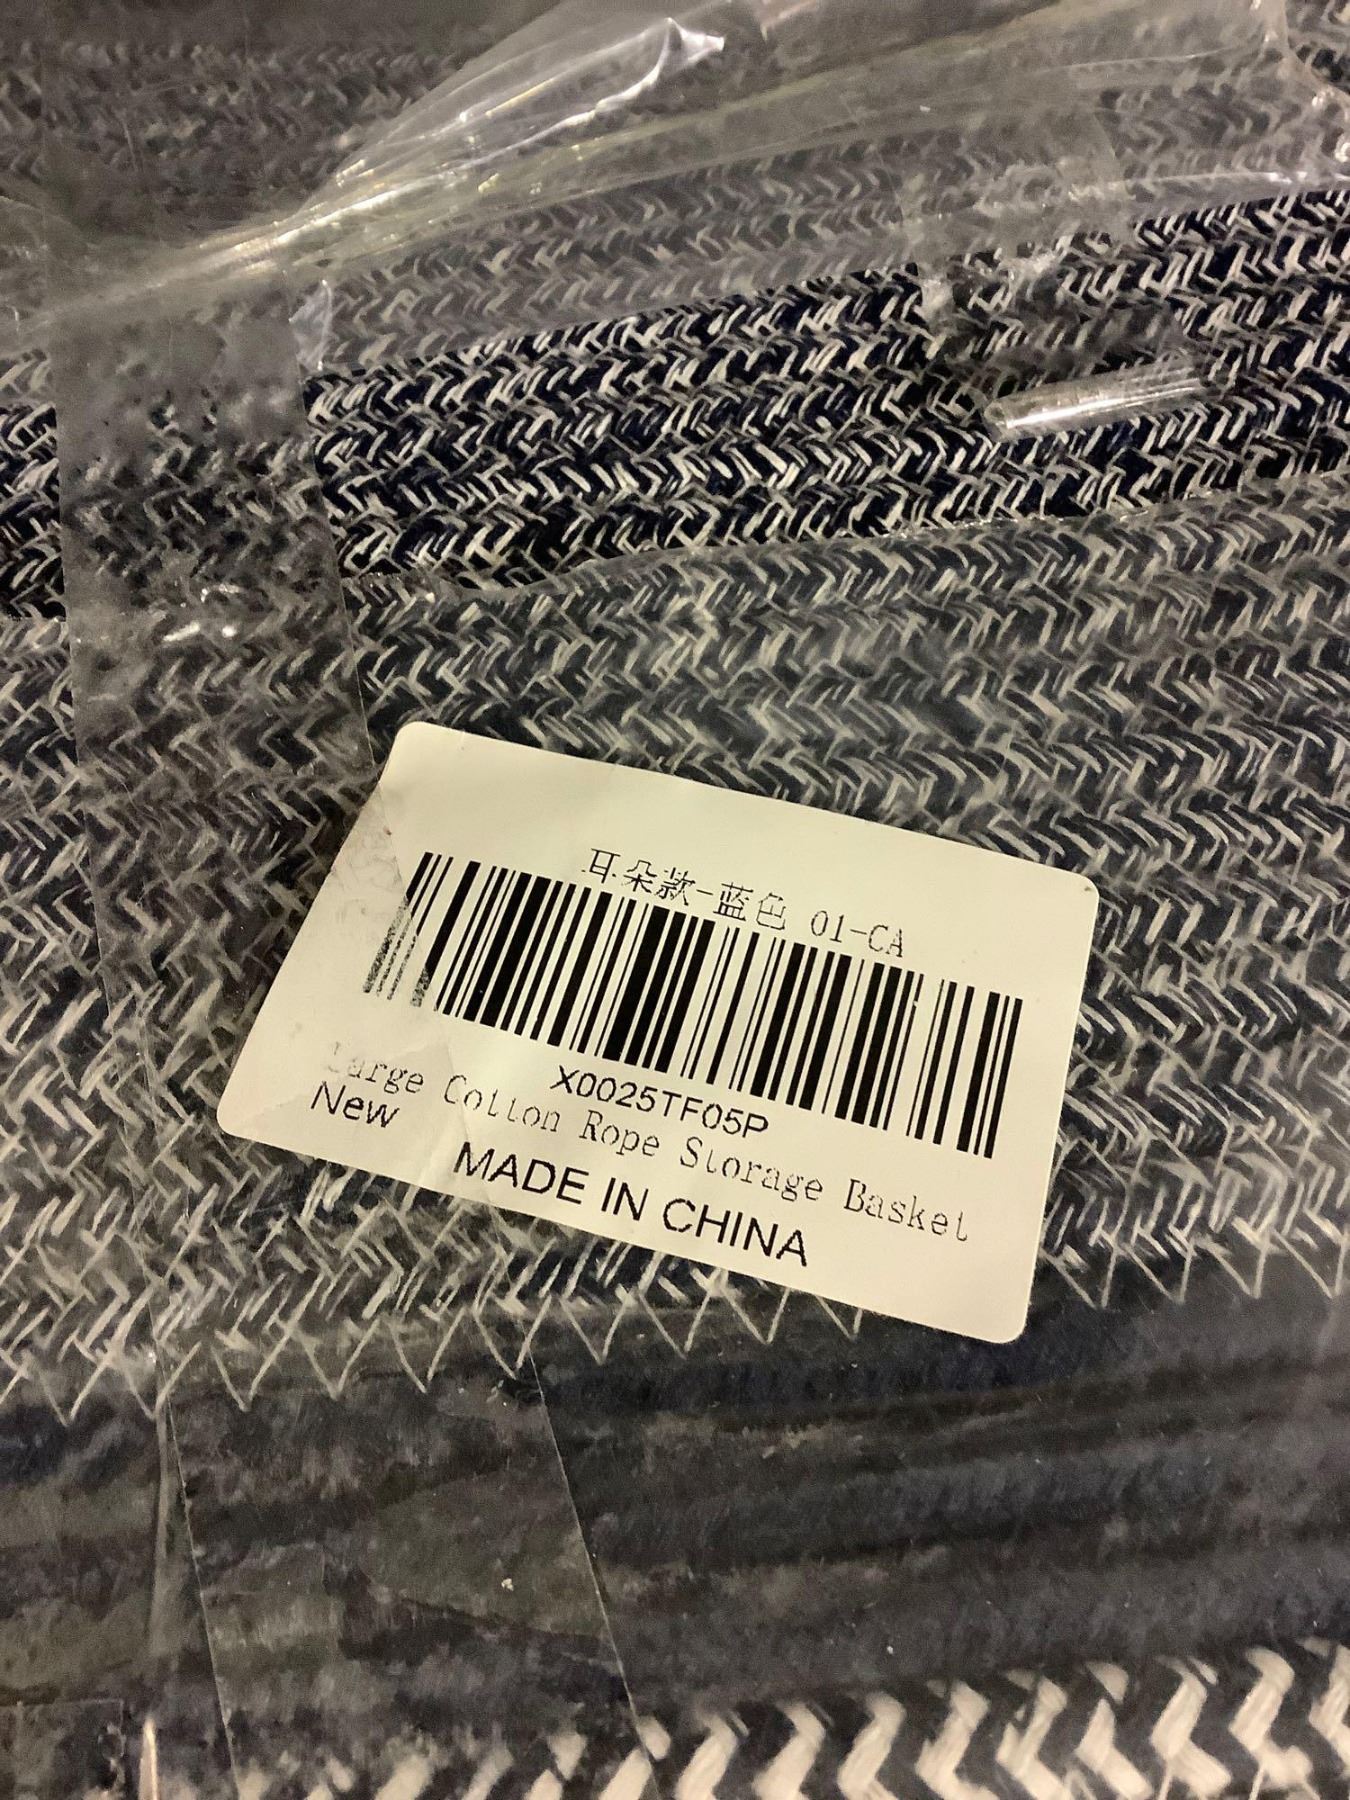 耳朵款-蓝色 01-CA
X0025TF05P
Large Cotton Rope Storage Basket
New
MADE IN CHINA